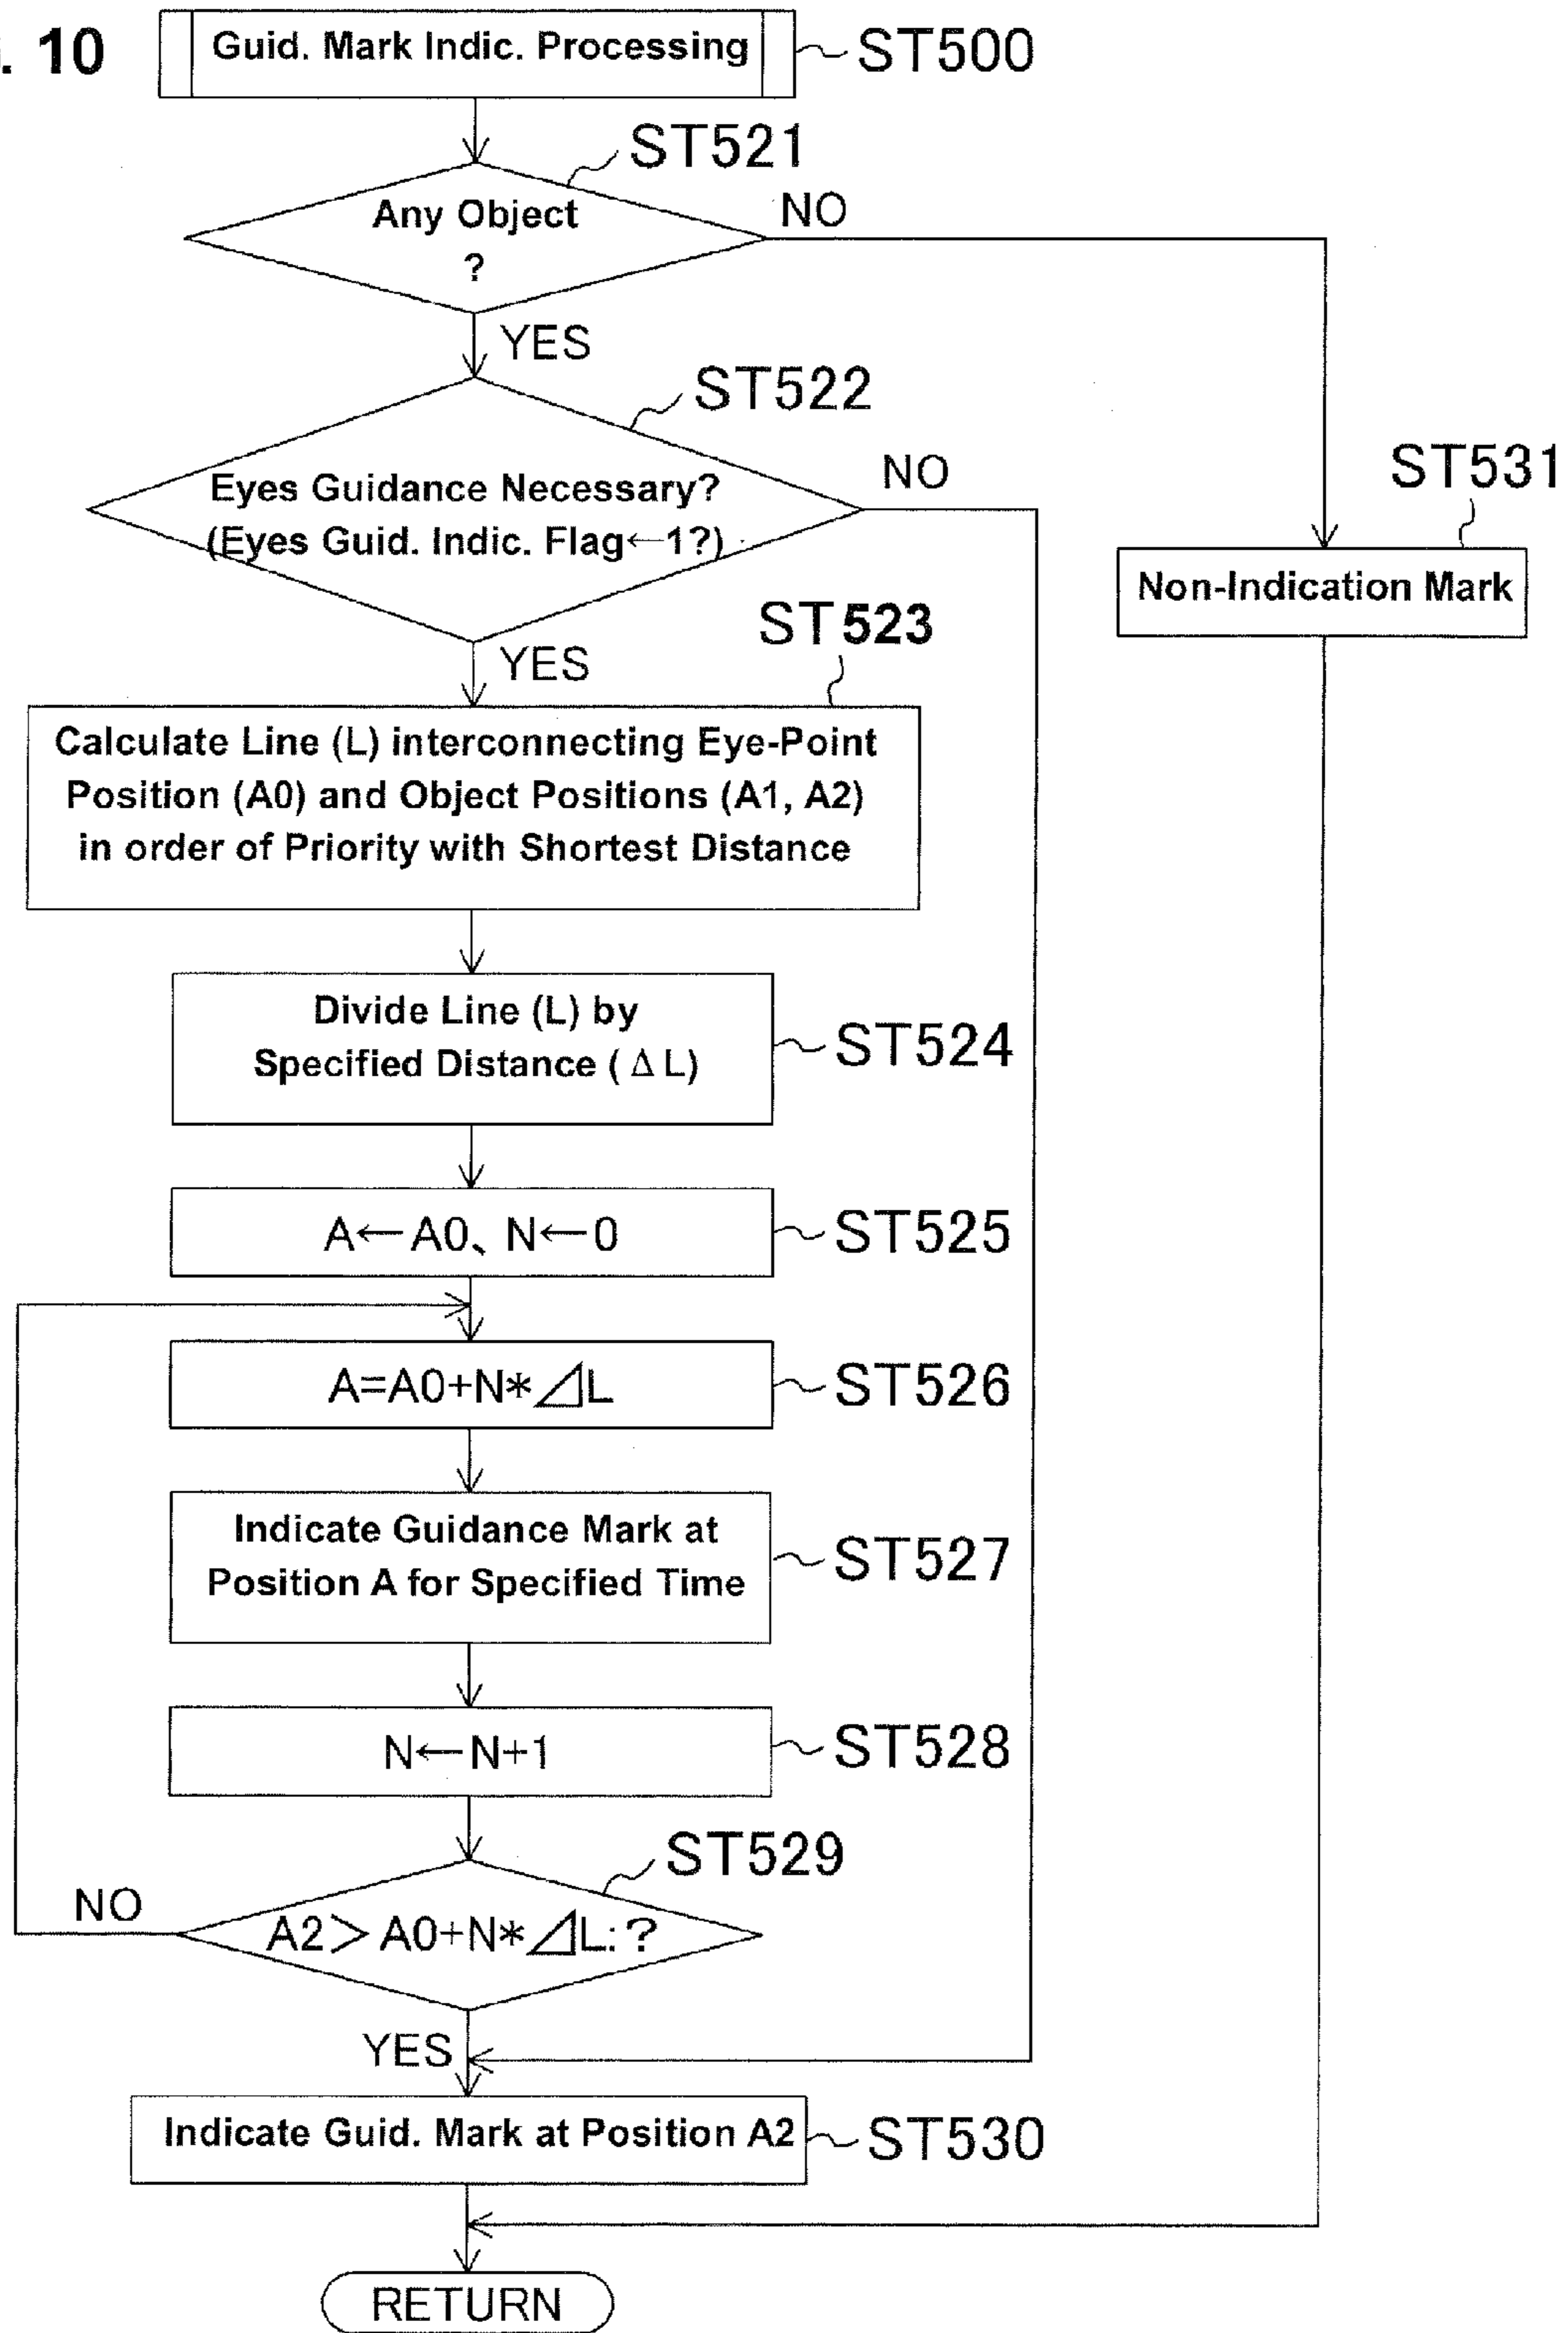 . 10
Guid. Mark Indic. Processing
ST500
ST521
Any Object
?
NO
YES
ST522
Eyes Guidance Necessary?
(Eyes Guid. Indic. Flag←1?)
NO
ST531
Non-Indication Mark
YES
ST523
Calculate Line (L) interconnecting Eye-Point
Position (A0) and Object Positions (A1, A2)
in order of Priority with Shortest Distance
Divide Line (L) by
Specified Distance ( Δ L)
ST524
A←A0、N←0
ST525
A=A0+N*⊿L
ST526
Indicate Guidance Mark at
Position A for Specified Time
ST527
N←N+1
ST528
ST529
NO
A2>A0+N*⊿L:?
YES
Indicate Guid. Mark at Position A2
ST530
RETURN